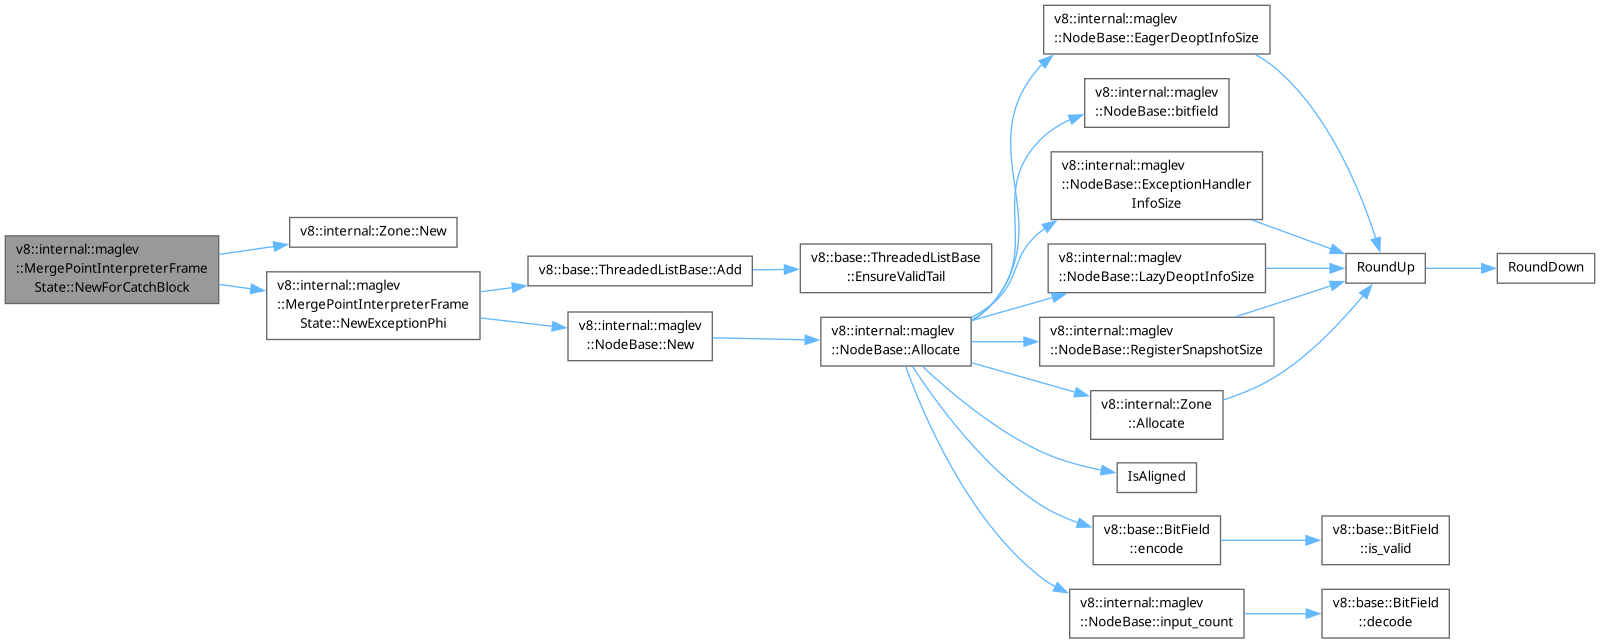 v8::internal::maglev
::MergePointInterpreterFrame
State::NewForCatchBlock
v8::internal::Zone::New
v8::internal::maglev
::MergePointInterpreterFrame
State::NewExceptionPhi
v8::base::ThreadedListBase::Add
v8::internal::maglev
::NodeBase::New
v8::base::ThreadedListBase
::EnsureValidTail
v8::internal::maglev
::NodeBase::Allocate
v8::internal::maglev
::NodeBase::EagerDeoptInfoSize
v8::internal::maglev
::NodeBase::bitfield
v8::internal::maglev
::NodeBase::ExceptionHandler
InfoSize
v8::internal::maglev
::NodeBase::LazyDeoptInfoSize
v8::internal::maglev
::NodeBase::RegisterSnapshotSize
v8::internal::Zone
::Allocate
IsAligned
v8::base::BitField
::encode
v8::internal::maglev
::NodeBase::input_count
RoundUp
v8::base::BitField
::is_valid
v8::base::BitField
::decode
RoundDown